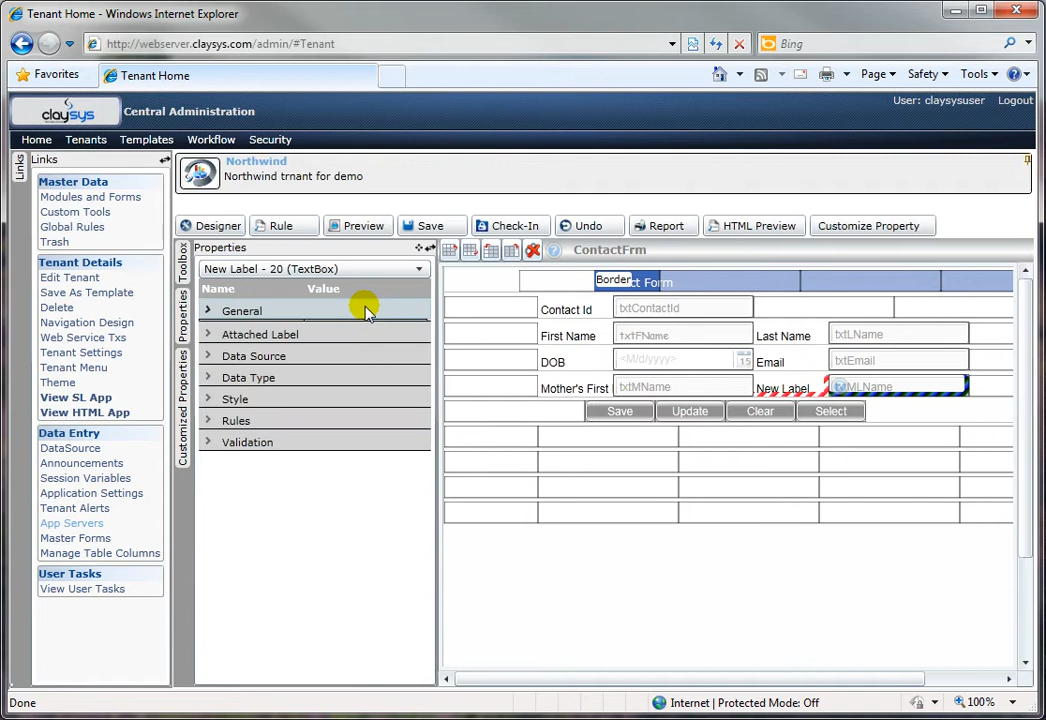 Tenant Home - Windows Internet Explorer
http://webserver.claysys.com/admin/#Tenant
Bing
Favorites
Tenant Home
Page
Safety
Tools
claysys
Central Administration
User: claysysuser
Logout
Home Tenants Templates Workflow Security
Links
Links
Master Data
Modules and Forms
Custom Tools
Global Rules
Trash
Tenant Details
Edit Tenant
Save As Template
Delete
Navigation Design
Web Service Txs
Tenant Settings
Tenant Menu
Theme
View SL App
View HTML App
Data Entry
DataSource
Announcements
Session Variables
Application Settings
Tenant Alerts
App Servers
Master Forms
Manage Table Columns
User Tasks
View User Tasks
Northwind
Northwind trnant for demo
Designer Rule Preview Save Check-In Undo Report HTML Preview Customize Property
Toolbox
Properties
Customized Properties
Properties
New Label - 20 (TextBox)
Name Value
General
Attached Label
Data Source
Data Type
Style
Rules
Validation
ContactFrm
Border
ct Form
Contact Id txtContactId
First Name txtFName Last Name txtLName
DOB <M/d/yyyy> 15 Email txtEmail
Mother's First txtMName New Label txtMLName
Save Update Clear Select
Done
Internet | Protected Mode: Off
100%